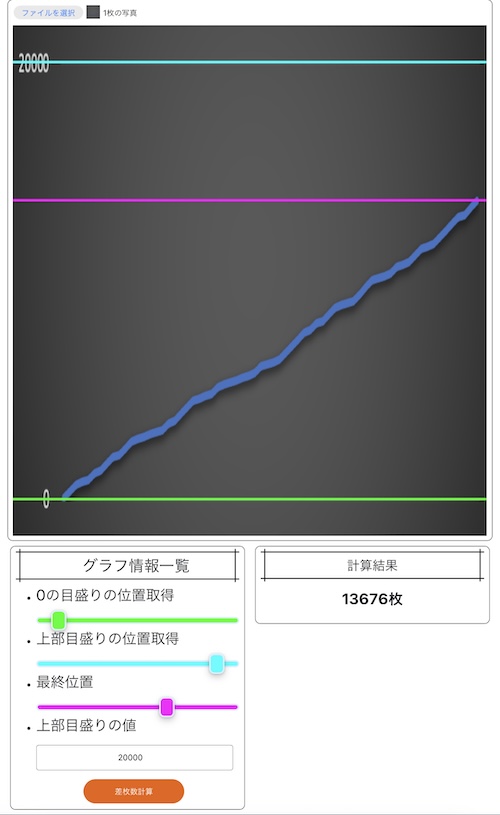 ファイルを選択 1枚の写真
20000
0
グラフ情報一覧
• 0の目盛りの位置取得
• 上部目盛りの位置取得
• 最終位置
• 上部目盛りの値
20000
差枚数計算
計算結果
13676枚